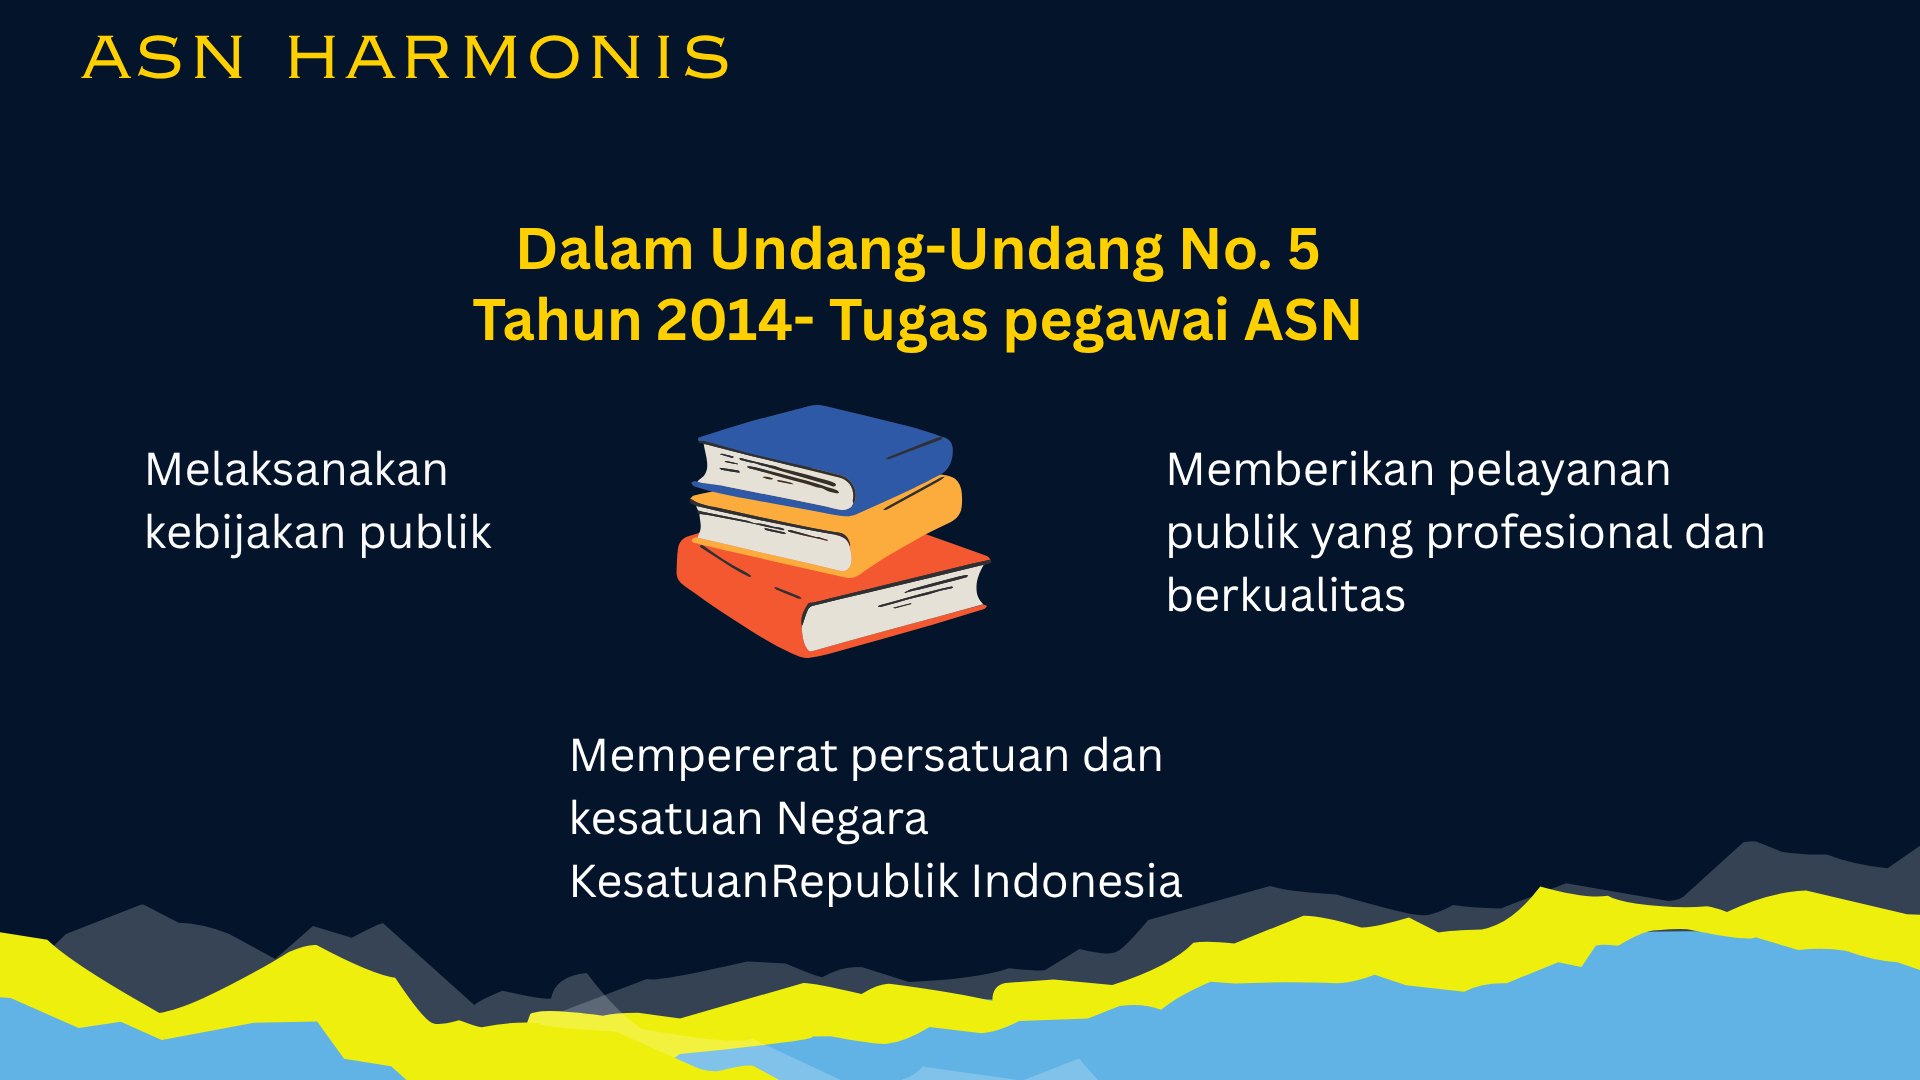 ASN HARMONIS
Dalam Undang-Undang No. 5
Tahun 2014- Tugas pegawai ASN
Melaksanakan
kebijakan publik
Memberikan pelayanan
publik yang profesional dan
berkualitas
Mempererat persatuan dan
kesatuan Negara
KesatuanRepublik Indonesia